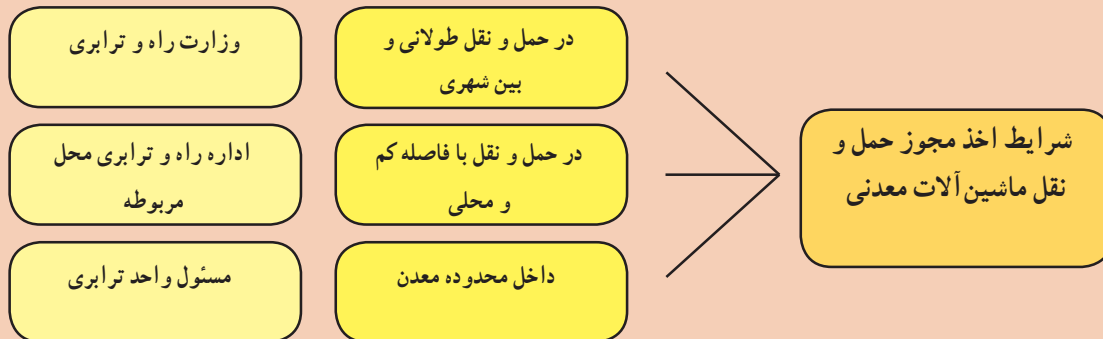 شرایط اخذ مجوز حمل و
نقل ماشین‌آلات معدنی
در حمل و نقل طولانی و
بین شهری
وزارت راه و ترابری
در حمل و نقل با فاصله کم
و محلی
اداره راه و ترابری محل
مربوطه
داخل محدوده معدن
مسئول واحد ترابری